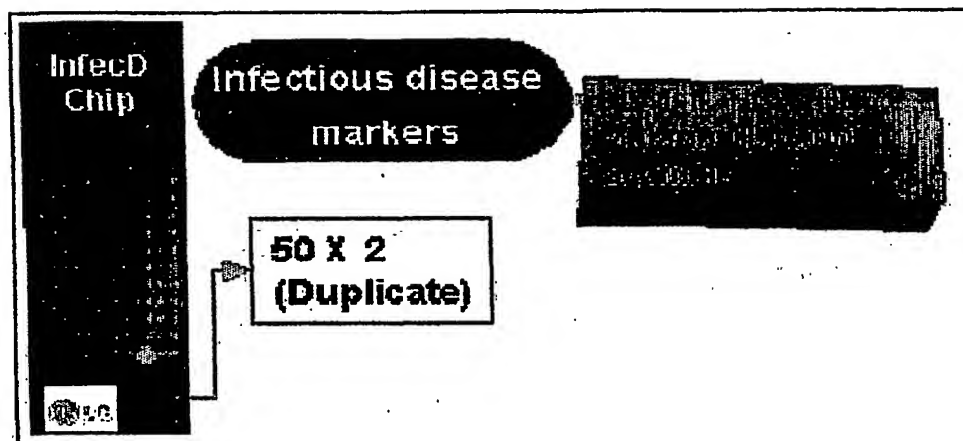 InfecD
Chip
Infectious disease
markers
50 X 2
(Duplicate)